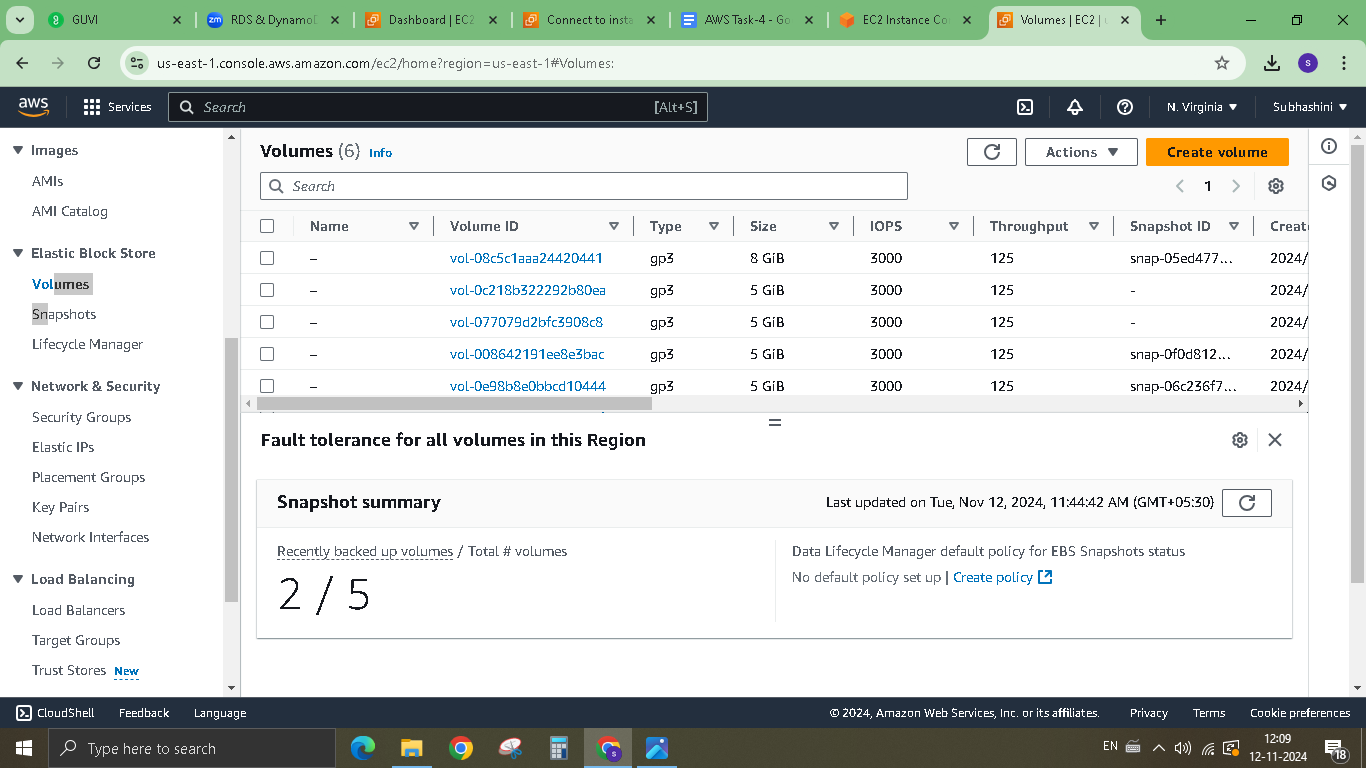 GUVI
zm RDS & Dynamo
Dashboard | EC2
Connect to insta
AWS Task-4 - Go
EC2 Instance Co
Volumes | EC2 | u
us-east-1.console.aws.amazon.com/ec2/home?region=us-east-1#Volumes:
s
aws Services Search [Alt+S] N. Virginia Subhashini
Images
AMIs
AMI Catalog
Elastic Block Store
Volumes
Snapshots
Lifecycle Manager
Network & Security
Security Groups
Elastic IPs
Placement Groups
Key Pairs
Network Interfaces
Load Balancing
Load Balancers
Target Groups
Trust Stores New
Volumes (6) Info Actions Create volume
Search 1
Name Volume ID Type Size IOPS Throughput Snapshot ID Create
– vol-08c5c1aaa24420441 gp3 8 GiB 3000 125 snap-05ed477... 2024/
– vol-0c218b322292b80ea gp3 5 GiB 3000 125 - 2024/
– vol-077079d2bfc3908c8 gp3 5 GiB 3000 125 - 2024/
– vol-008642191ee8e3bac gp3 5 GiB 3000 125 snap-0f0d812... 2024/
– vol-0e98b8e0bbcd10444 gp3 5 GiB 3000 125 snap-06c236f7... 2024/
Fault tolerance for all volumes in this Region
Snapshot summary Last updated on Tue, Nov 12, 2024, 11:44:42 AM (GMT+05:30)
Recently backed up volumes / Total # volumes
2 / 5
Data Lifecycle Manager default policy for EBS Snapshots status
No default policy set up | Create policy
CloudShell Feedback Language © 2024, Amazon Web Services, Inc. or its affiliates. Privacy Terms Cookie preferences
Type here to search
EN
12:09
12-11-2024
18